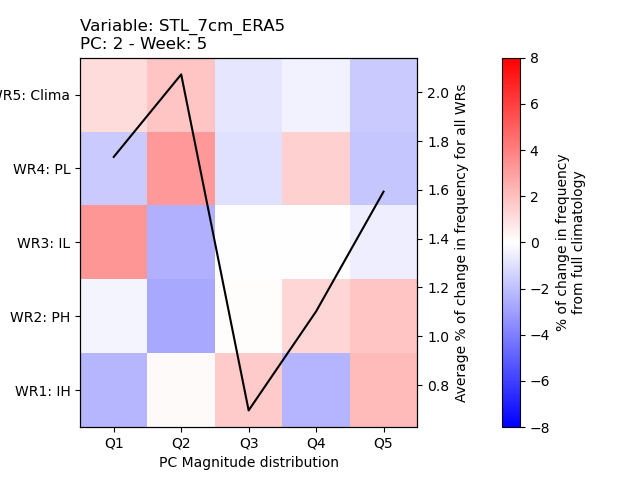 Variable: STL_7cm_ERA5
PC: 2 - Week: 5
WR5: Clima
WR4: PL
WR3: IL
WR2: PH
WR1: IH
Q1 Q2 Q3 Q4 Q5
PC Magnitude distribution
2.0
1.8
1.6
1.4
1.2
1.0
0.8
Average % of change in frequency for all WRs
8
6
4
2
0
−2
−4
−6
−8
% of change in frequency
from full climatology